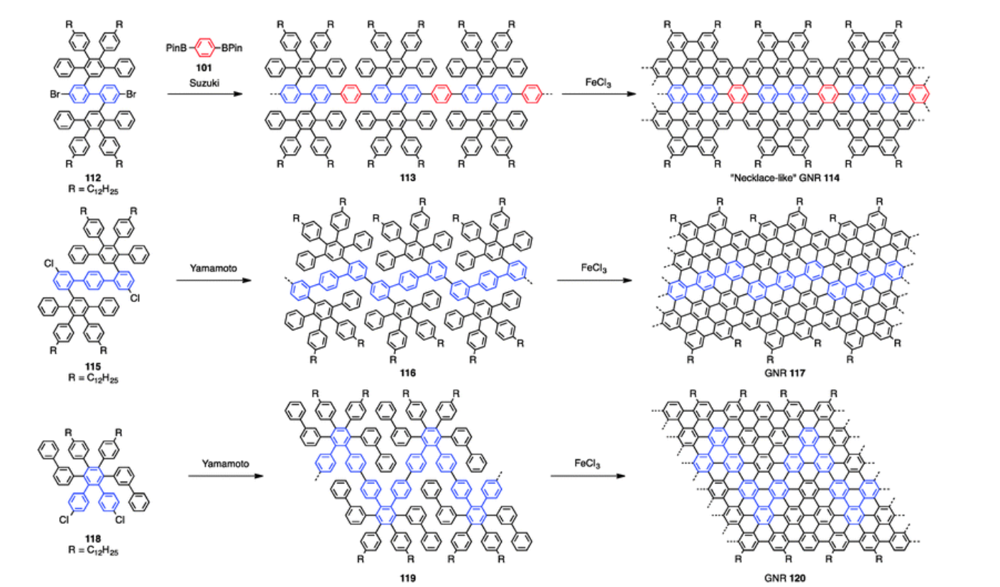 R R R R R R R R R R R R R R
PinB BPin
101
Suzuki
FeCl3
Br Br
R R R R R R R R R R R R R R
112
R = C12H25
113
"Necklace-like" GNR 114
R R R R R R R R R R R R R R
Cl
Yamamoto
FeCl3
Cl
R R R R R R R R R R R R R R
115
R = C12H25
116
GNR 117
R R R R R R R R
R R
Yamamoto
FeCl3
Cl Cl
118
R = C12H25
R R R R R R R R
119
GNR 120